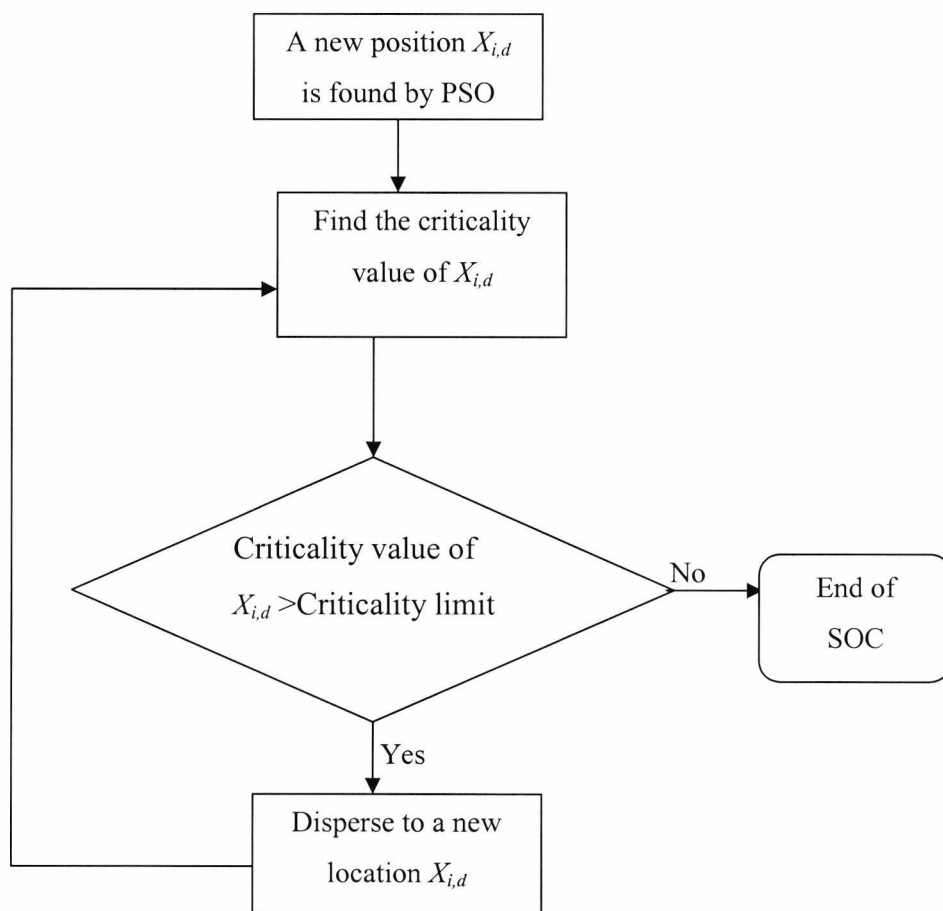 A new position X_{i,d}
is found by PSO
Find the criticality
value of X_{i,d}
Criticality value of
X_{i,d} >Criticality limit
No
End of
SOC
Yes
Disperse to a new
location X_{i,d}